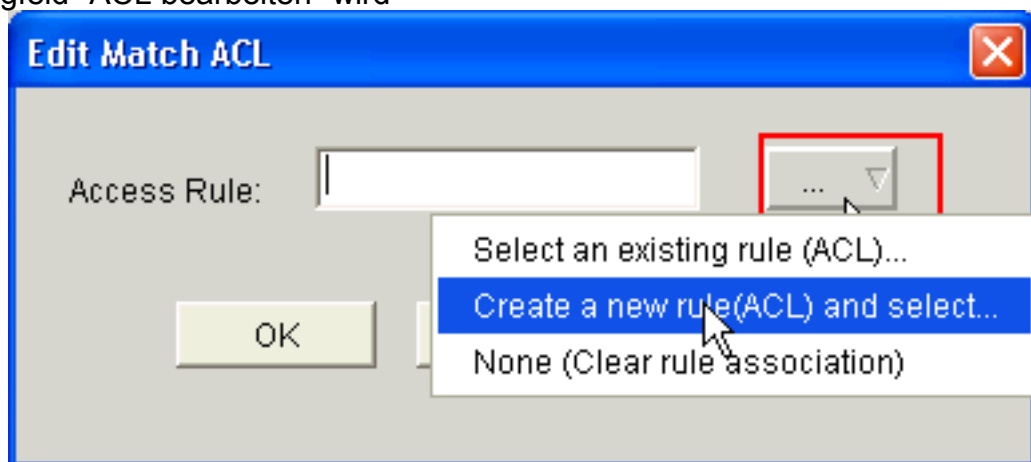 gfeld "ACL bearbeiten" wird
Edit Match ACL
Access Rule:
...
Select an existing rule (ACL)...
Create a new rule(ACL) and select...
None (Clear rule association)
OK